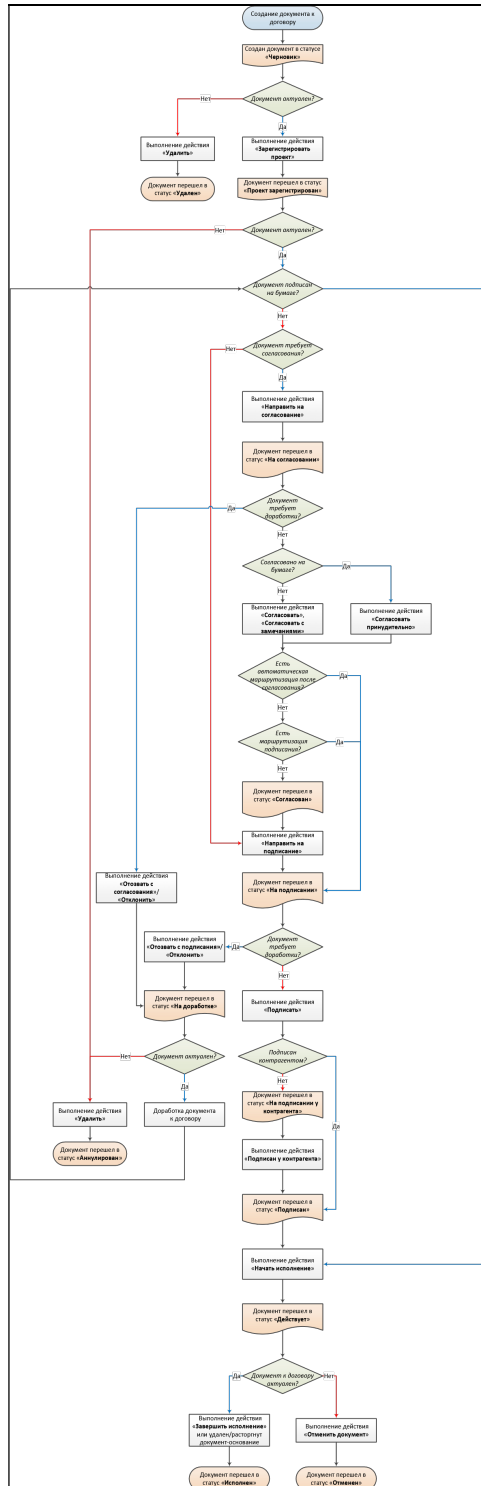 Создание документа к
договору
Создан документ в статусе
«Черновик»
Документ актуален?
Нет
Да
Выполнение действия
«Удалить»
Выполнение действия
«Зарегистрировать
проект»
Документ перешел в
статус «Удален»
Документ перешел в статус
«Проект зарегистрирован»
Документ актуален?
Нет
Да
Документ подписан
на бумаге?
Нет
Документ требует
согласования?
Нет
Да
Выполнение действия
«Направить на
согласование»
Документ перешел в
статус «На согласовании»
Документ
требует
доработки?
Да
Нет
Согласовано на
бумаге?
Да
Нет
Выполнение действия
«Согласовать»,
«Согласовать с
замечаниями»
Выполнение действия
«Согласовать
принудительно»
Есть
автоматическая
маршрутизация после
согласования?
Да
Нет
Есть
маршрутизация
подписания?
Да
Нет
Документ перешел в
статус «Согласован»
Выполнение действия
«Направить на
подписание»
Выполнение действия
«Отозвать с
согласования»/
«Отклонить»
Документ перешел в
статус «На подписании»
Документ
требует
доработки?
Да
Нет
Выполнение действия
«Отозвать с подписания»/
«Отклонить»
Документ перешел в
статус «На доработке»
Выполнение действия
«Подписать»
Документ актуален?
Нет
Да
Подписан
контрагентом?
Нет
Да
Выполнение действия
«Удалить»
Доработка документа
к договору
Документ перешел в
статус «На подписании у
контрагента»
Документ перешел в
статус «Аннулирован»
Выполнение действия
«Подписан у контрагента»
Документ перешел в
статус «Подписан»
Выполнение действия
«Начать исполнение»
Документ перешел в
статус «Действует»
Документ к договору
актуален?
Да
Нет
Выполнение действия
«Завершить исполнение»
или удален/расторгнут
документ-основание
Выполнение действия
«Отменить документ»
Документ перешел в
статус «Исполнен»
Документ перешел в
статус «Отменен»